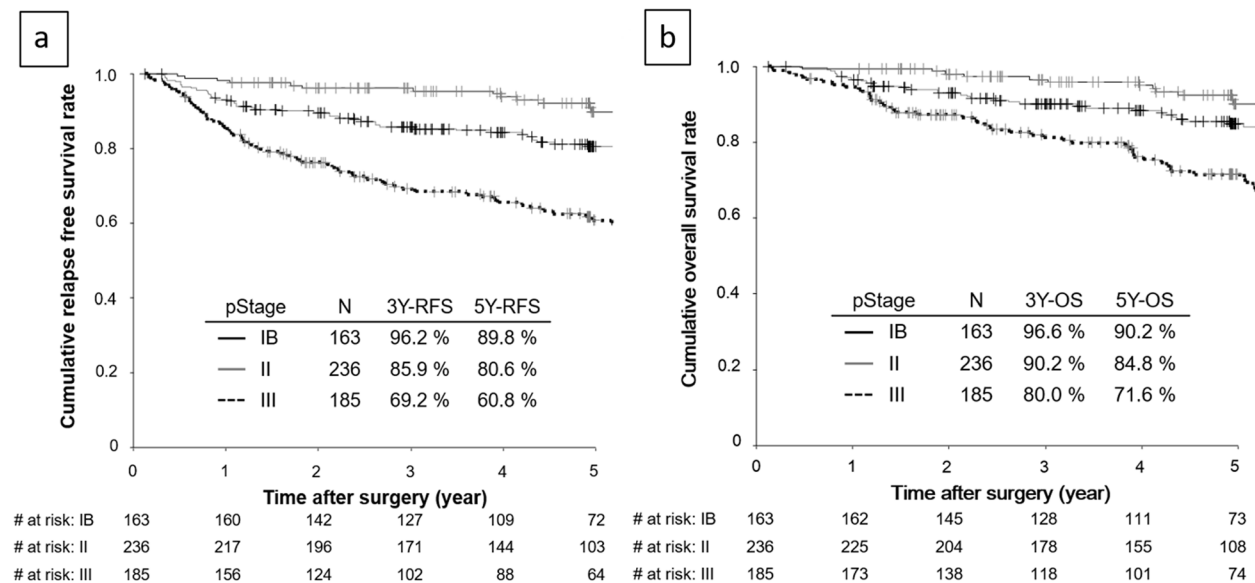 a
Cumulative relapse free survival rate
1.0
0.8
0.6
0.4
0.2
0
pStage N 3Y-RFS 5Y-RFS
IB 163 96.2 % 89.8 %
II 236 85.9 % 80.6 %
III 185 69.2 % 60.8 %
0 1 2 3 4 5
Time after surgery (year)
# at risk: IB 163 160 142 127 109 72
# at risk: II 236 217 196 171 144 103
# at risk: III 185 156 124 102 88 64
b
Cumulative overall survival rate
1.0
0.8
0.6
0.4
0.2
0
pStage N 3Y-OS 5Y-OS
IB 163 96.6 % 90.2 %
II 236 90.2 % 84.8 %
III 185 80.0 % 71.6 %
0 1 2 3 4 5
Time after surgery (year)
# at risk: IB 163 162 145 128 111 73
# at risk: II 236 225 204 178 155 108
# at risk: III 185 173 138 118 101 74